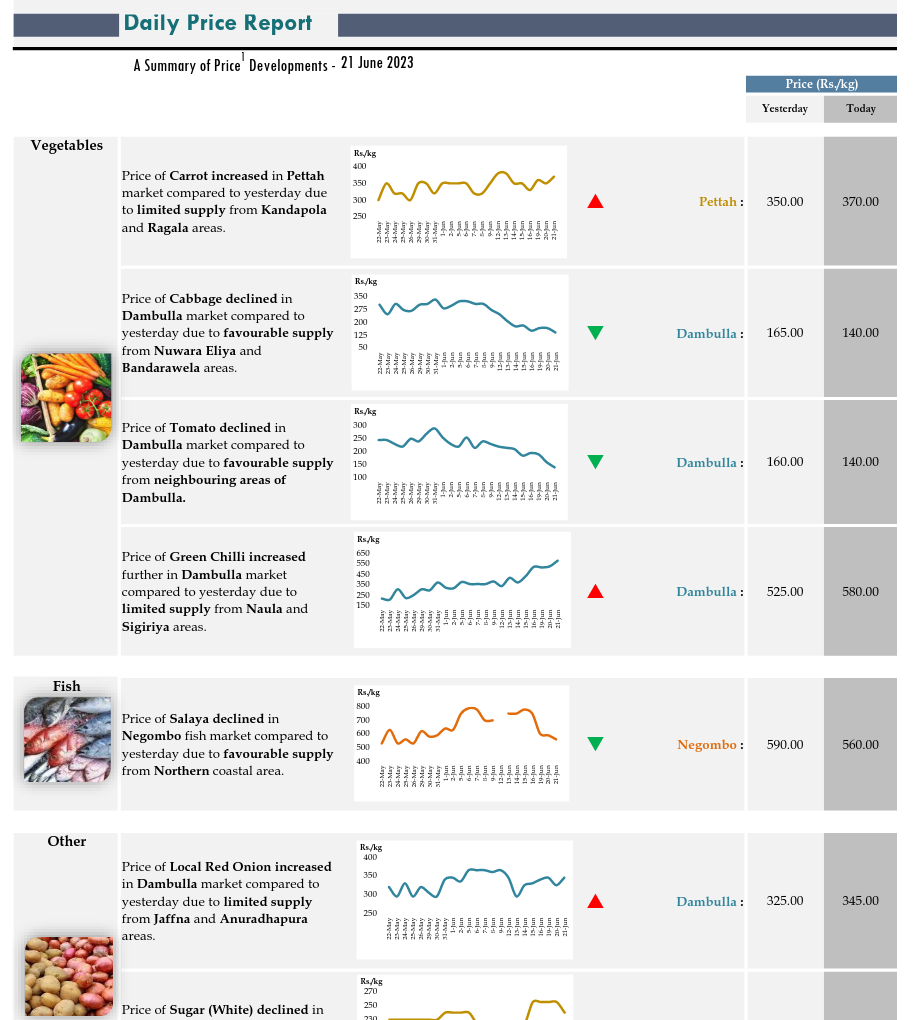 Daily Price Report
A Summary of Price1 Developments - 21 June 2023
Price (Rs./kg)
Yesterday Today
Vegetables
Price of Carrot increased in Pettah
market compared to yesterday due
to limited supply from Kandapola
and Ragala areas.
Rs./kg
400
350
300
250
22-May 23-May 24-May 25-May 26-May 29-May 30-May 31-May 1-Jun 2-Jun 5-Jun 6-Jun 7-Jun 8-Jun 9-Jun 12-Jun 13-Jun 14-Jun 15-Jun 16-Jun 19-Jun 20-Jun 21-Jun
Pettah : 350.00 370.00
Price of Cabbage declined in
Dambulla market compared to
yesterday due to favourable supply
from Nuwara Eliya and
Bandarawela areas.
Rs./kg
350
275
200
125
50
22-May 23-May 24-May 25-May 26-May 29-May 30-May 31-May 1-Jun 2-Jun 5-Jun 6-Jun 7-Jun 8-Jun 9-Jun 12-Jun 13-Jun 14-Jun 15-Jun 16-Jun 19-Jun 20-Jun 21-Jun
Dambulla : 165.00 140.00
Price of Tomato declined in
Dambulla market compared to
yesterday due to favourable supply
from neighbouring areas of
Dambulla.
Rs./kg
300
250
200
150
100
22-May 23-May 24-May 25-May 26-May 29-May 30-May 31-May 1-Jun 2-Jun 5-Jun 6-Jun 7-Jun 8-Jun 9-Jun 12-Jun 13-Jun 14-Jun 15-Jun 16-Jun 19-Jun 20-Jun 21-Jun
Dambulla : 160.00 140.00
Price of Green Chilli increased
further in Dambulla market
compared to yesterday due to
limited supply from Naula and
Sigiriya areas.
Rs./kg
650
550
450
350
250
150
22-May 23-May 24-May 25-May 26-May 29-May 30-May 31-May 1-Jun 2-Jun 5-Jun 6-Jun 7-Jun 8-Jun 9-Jun 12-Jun 13-Jun 14-Jun 15-Jun 16-Jun 19-Jun 20-Jun 21-Jun
Dambulla : 525.00 580.00
Fish
Price of Salaya declined in
Negombo fish market compared to
yesterday due to favourable supply
from Northern coastal area.
Rs./kg
800
700
600
500
400
22-May 23-May 24-May 25-May 26-May 29-May 30-May 31-May 1-Jun 2-Jun 5-Jun 6-Jun 7-Jun 8-Jun 9-Jun 12-Jun 13-Jun 14-Jun 15-Jun 16-Jun 19-Jun 20-Jun 21-Jun
Negombo : 590.00 560.00
Other
Price of Local Red Onion increased
in Dambulla market compared to
yesterday due to limited supply
from Jaffna and Anuradhapura
areas.
Rs./kg
400
350
300
250
22-May 23-May 24-May 25-May 26-May 29-May 30-May 31-May 1-Jun 2-Jun 5-Jun 6-Jun 7-Jun 8-Jun 9-Jun 12-Jun 13-Jun 14-Jun 15-Jun 16-Jun 19-Jun 20-Jun 21-Jun
Dambulla : 325.00 345.00
Price of Sugar (White) declined in
Rs./kg
270
250
230